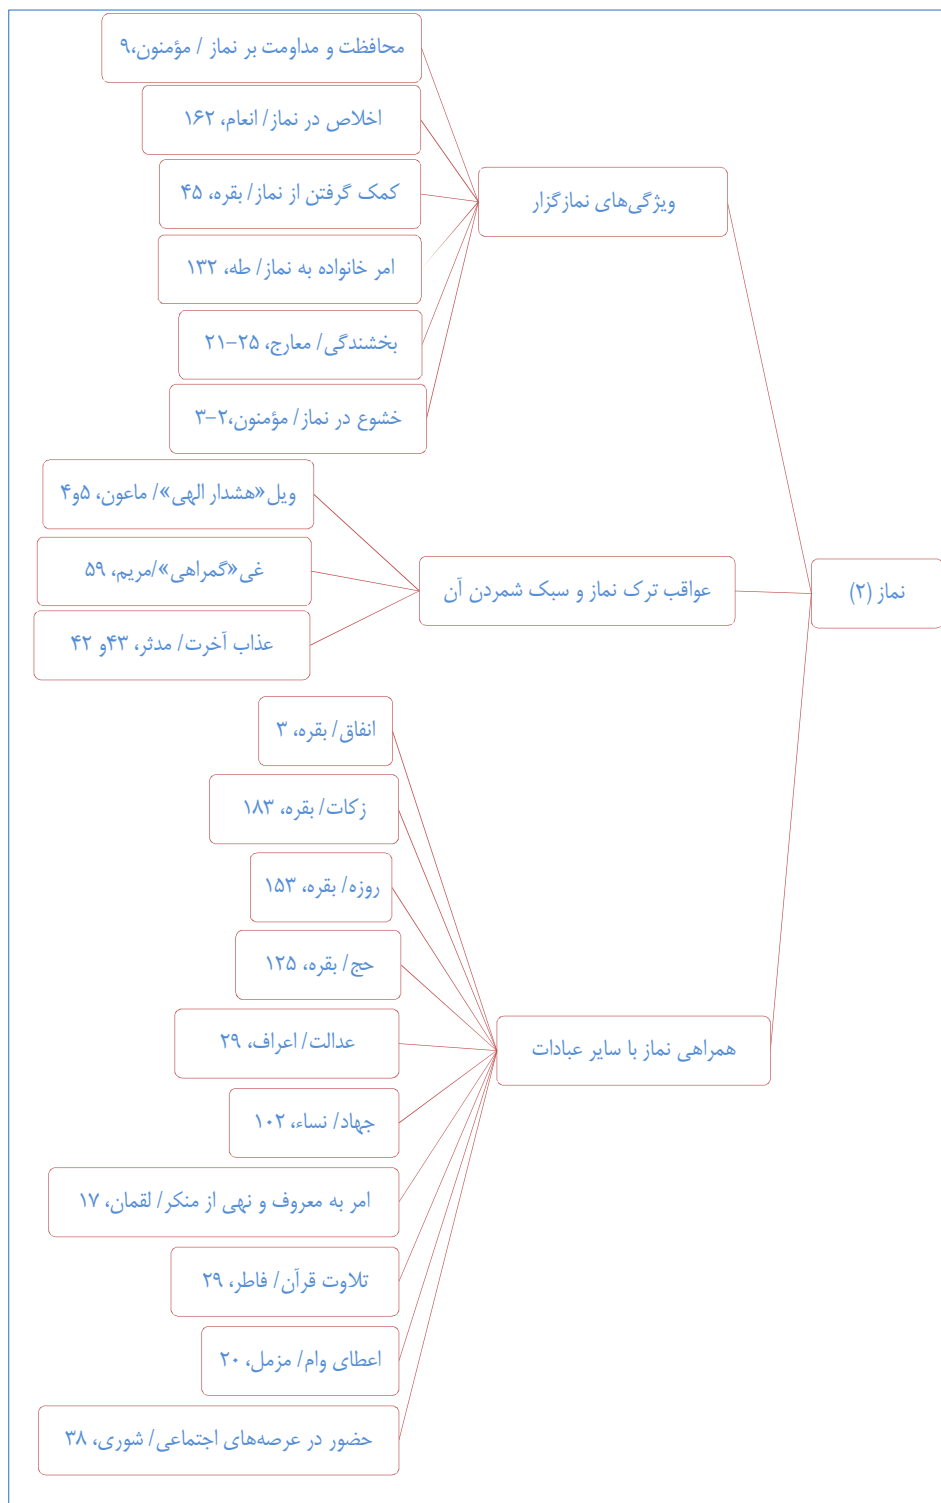 نماز (۲)
ویژگی‌های نمازگزار
محافظت و مداومت بر نماز / مؤمنون،۹
اخلاص در نماز/ انعام، ۱۶۲
کمک گرفتن از نماز/ بقره، ۴۵
امر خانواده به نماز/ طه، ۱۳۲
بخشندگی/ معارج، ۲۵-۲۱
خشوع در نماز/ مؤمنون،۲-۳
عواقب ترک نماز و سبک شمردن آن
ویل«هشدار الهی»/ ماعون، ۵و۴
غی«گمراهی»/مریم، ۵۹
عذاب آخرت/ مدثر، ۴۳و ۴۲
همراهی نماز با سایر عبادات
انفاق/ بقره، ۳
زکات/ بقره، ۱۸۳
روزه/ بقره، ۱۵۳
حج/ بقره، ۱۲۵
عدالت/ اعراف، ۲۹
جهاد/ نساء، ۱۰۲
امر به معروف و نهی از منکر/ لقمان، ۱۷
تلاوت قرآن/ فاطر، ۲۹
اعطای وام/ مزمل، ۲۰
حضور در عرصه‌های اجتماعی/ شوری، ۳۸